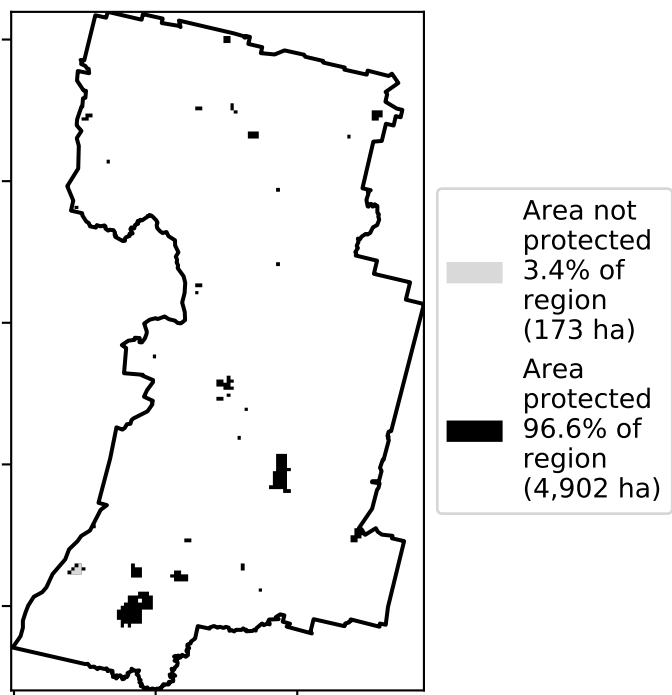 Area not
protected
3.4% of
region
(173 ha)
Area
protected
96.6% of
region
(4,902 ha)